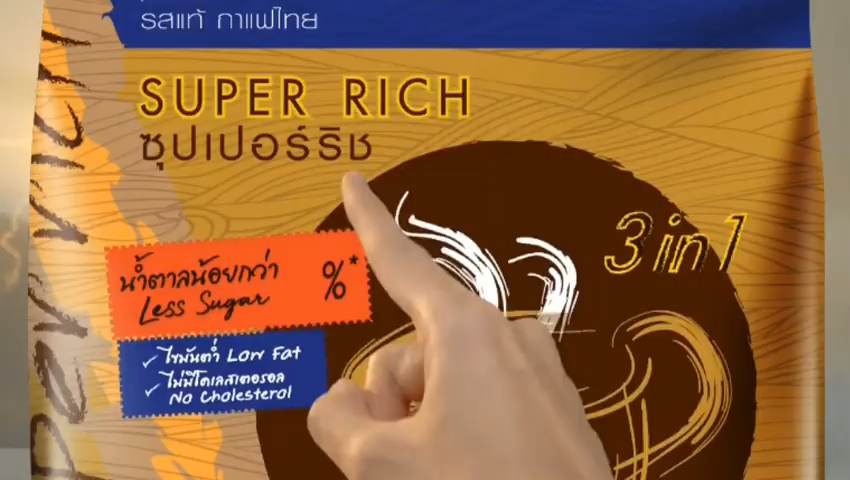 รสแท้ กาแฟไทย
SUPER RICH
ซุปเปอร์ริช
3 in 1
น้ำตาลน้อยกว่า
Less Sugar
%*
✓ ไขมันต่ำ Low Fat
✓ ไม่มีโคเลสเตอรอล
No Cholesterol